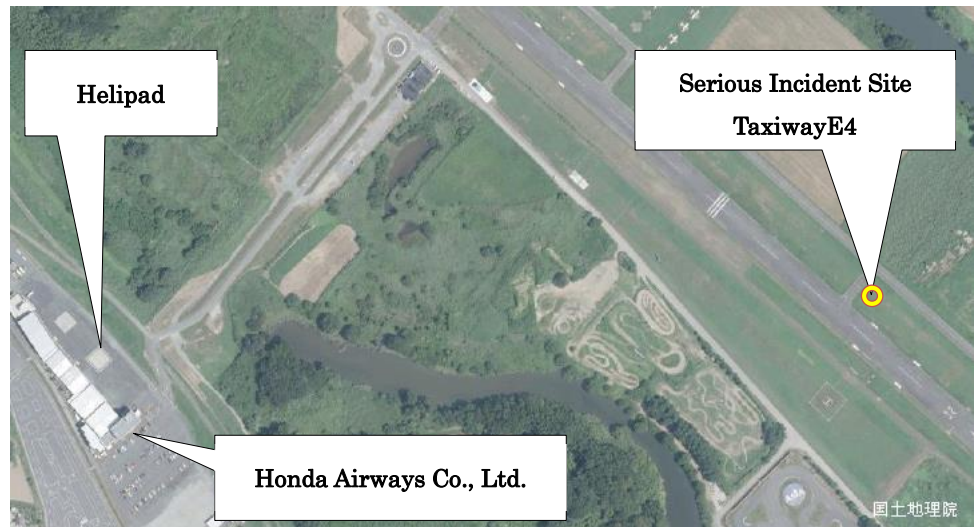 Helipad
Serious Incident Site
TaxiwayE4
Honda Airways Co., Ltd.
H
国土地理院